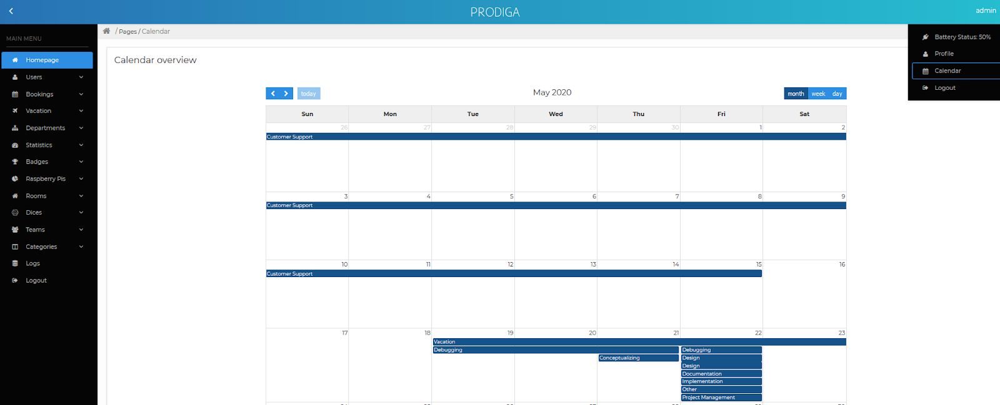 PRODIGA
admin
MAIN MENU
Homepage
Users
Bookings
Vacation
Departments
Statistics
Badges
Raspberry Pis
Rooms
Dices
Teams
Categories
Logs
Logout
/ Pages / Calendar
Battery Status: 50%
Profile
Calendar
Logout
Calendar overview
today
May 2020
month week day
Sun Mon Tue Wed Thu Fri Sat
26 27 28 29 30 1 2
Customer Support
3 4 5 6 7 8 9
Customer Support
10 11 12 13 14 15 16
Customer Support
17 18 19 20 21 22 23
Vacation
Debugging Debugging
Conceptualizing Design
Design
Documentation
Implementation
Other
Project Management